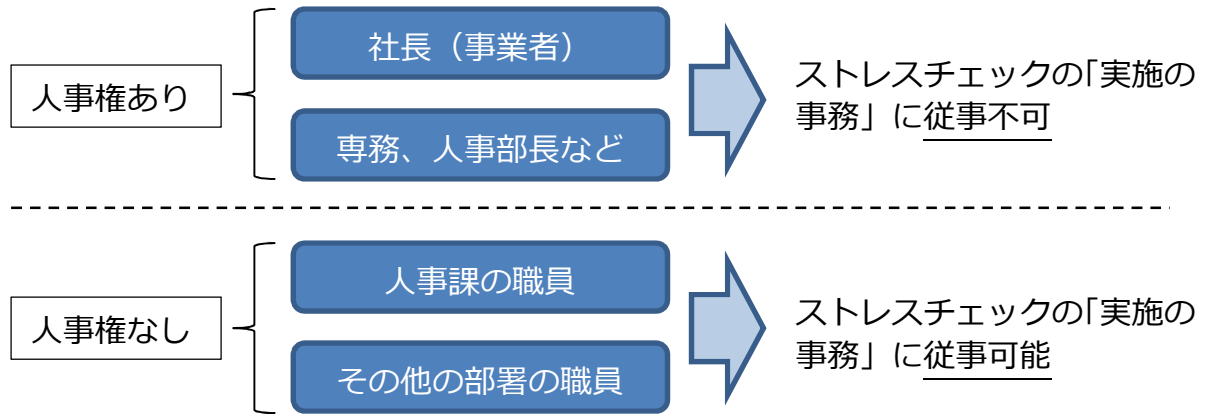 人事権あり
社長（事業者）
専務、人事部長など
ストレスチェックの「実施の
事務」に従事不可
人事権なし
人事課の職員
その他の部署の職員
ストレスチェックの「実施の
事務」に従事可能